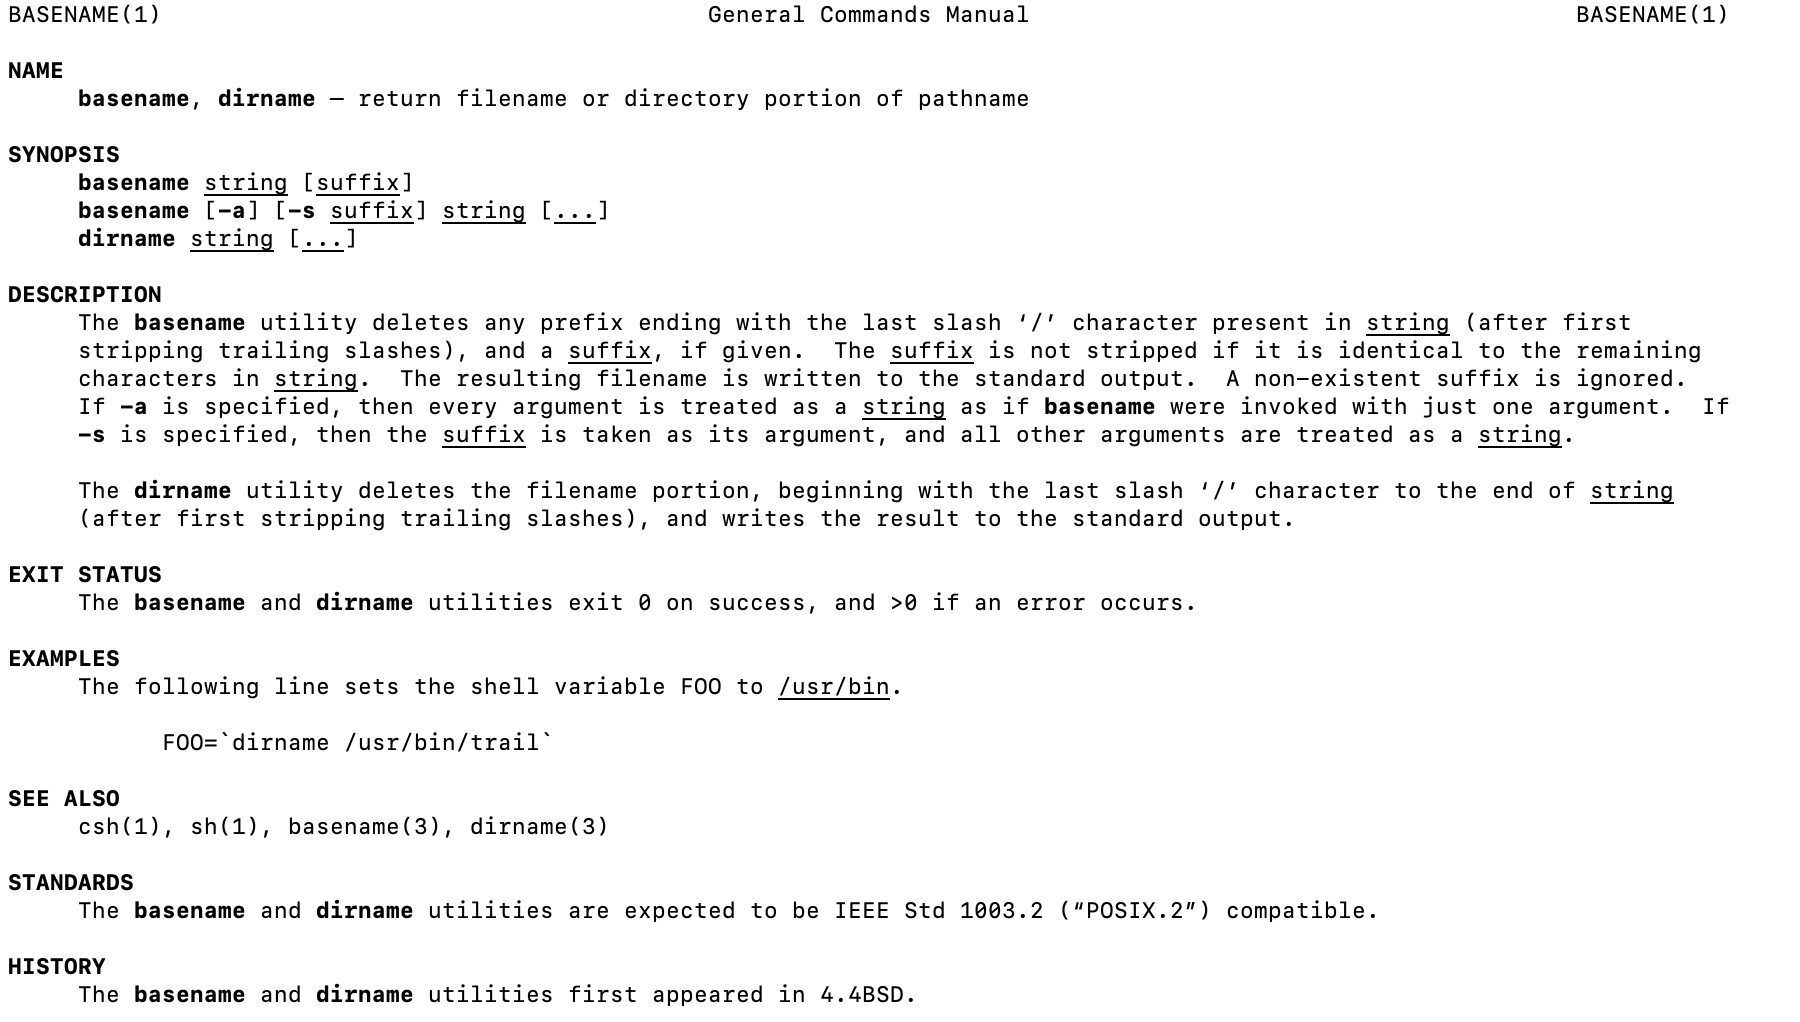 BASENAME(1) General Commands Manual BASENAME(1)
NAME
basename, dirname – return filename or directory portion of pathname
SYNOPSIS
basename string [suffix]
basename [-a] [-s suffix] string [...]
dirname string [...]
DESCRIPTION
The basename utility deletes any prefix ending with the last slash ‘/’ character present in string (after first
stripping trailing slashes), and a suffix, if given.  The suffix is not stripped if it is identical to the remaining
characters in string.  The resulting filename is written to the standard output.  A non-existent suffix is ignored.
If -a is specified, then every argument is treated as a string as if basename were invoked with just one argument.  If
-s is specified, then the suffix is taken as its argument, and all other arguments are treated as a string.
The dirname utility deletes the filename portion, beginning with the last slash ‘/’ character to the end of string
(after first stripping trailing slashes), and writes the result to the standard output.
EXIT STATUS
The basename and dirname utilities exit 0 on success, and >0 if an error occurs.
EXAMPLES
The following line sets the shell variable FOO to /usr/bin.
FOO=`dirname /usr/bin/trail`
SEE ALSO
csh(1), sh(1), basename(3), dirname(3)
STANDARDS
The basename and dirname utilities are expected to be IEEE Std 1003.2 (“POSIX.2”) compatible.
HISTORY
The basename and dirname utilities first appeared in 4.4BSD.